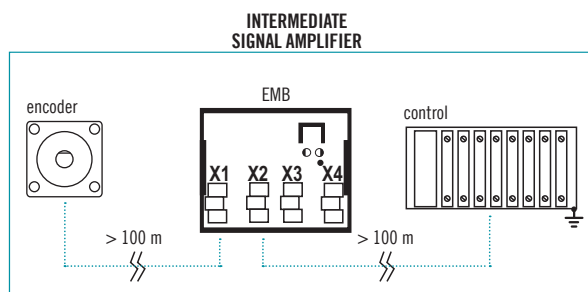 INTERMEDIATE
SIGNAL AMPLIFIER
encoder
EMB
control
X1 X2 X3 X4
> 100 m
> 100 m